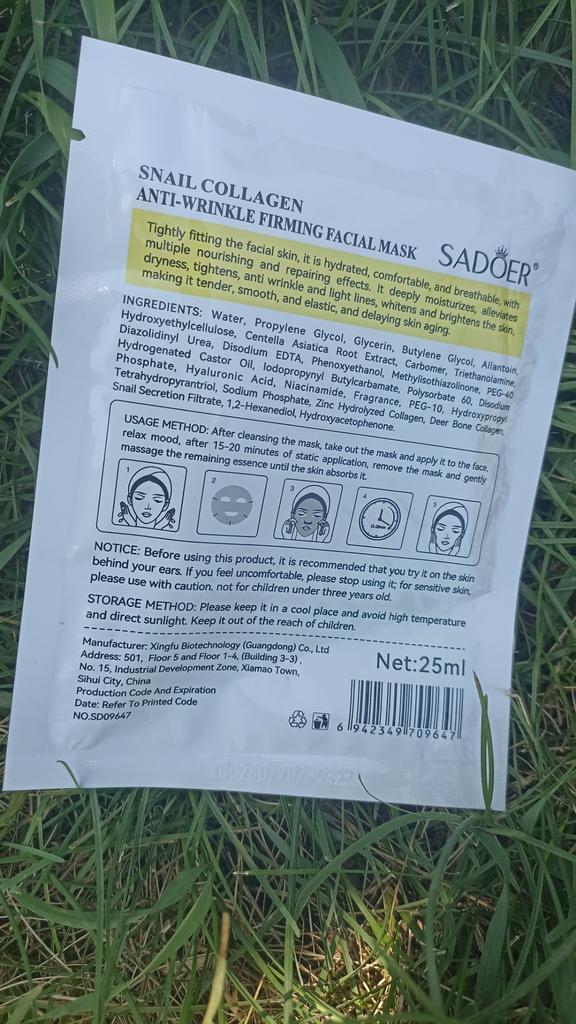 SNAIL COLLAGEN
ANTI-WRINKLE FIRMING FACIAL MASK
SADOER®
Tightly fitting the facial skin, it is hydrated, comfortable, and breathable, with
multiple nourishing and repairing effects. It deeply moisturizes, alleviates
dryness, tightens, anti wrinkle and light lines, whitens and brightens the skin,
making it tender, smooth, and elastic, and delaying skin aging.
INGREDIENTS: Water, Propylene Glycol, Glycerin, Butylene Glycol, Allantoin,
Hydroxyethylcellulose, Centella Asiatica Root Extract, Carbomer, Triethanolamine,
Diazolidinyl Urea, Disodium EDTA, Phenoxyethanol, Methylisothiazolinone, PEG-40
Hydrogenated Castor Oil, Iodopropynyl Butylcarbamate, Polysorbate 60, Disodium
Phosphate, Hyaluronic Acid, Niacinamide, Fragrance, PEG-10, Hydroxypropyl
Tetrahydropyrantriol, Sodium Phosphate, Zinc Hydrolyzed Collagen, Deer Bone Collagen,
Snail Secretion Filtrate, 1,2-Hexanediol, Hydroxyacetophenone.
USAGE METHOD: After cleansing the mask, take out the mask and apply it to the face,
relax mood, after 15-20 minutes of static application, remove the mask and gently
massage the remaining essence until the skin absorbs it.
1 2 3 4 5
15-20min
NOTICE: Before using this product, it is recommended that you try it on the skin
behind your ears. If you feel uncomfortable, please stop using it; for sensitive skin,
please use with caution. not for children under three years old.
STORAGE METHOD: Please keep it in a cool place and avoid high temperature
and direct sunlight. Keep it out of the reach of children.
Manufacturer: Xingfu Biotechnology (Guangdong) Co., Ltd
Address: 501, Floor 5 and Floor 1-4, (Building 3-3),
No. 15, Industrial Development Zone, Xiamao Town,
Sihui City, China
Production Code And Expiration
Date: Refer To Printed Code
NO.SD09647
Net:25ml
6 942349 709647